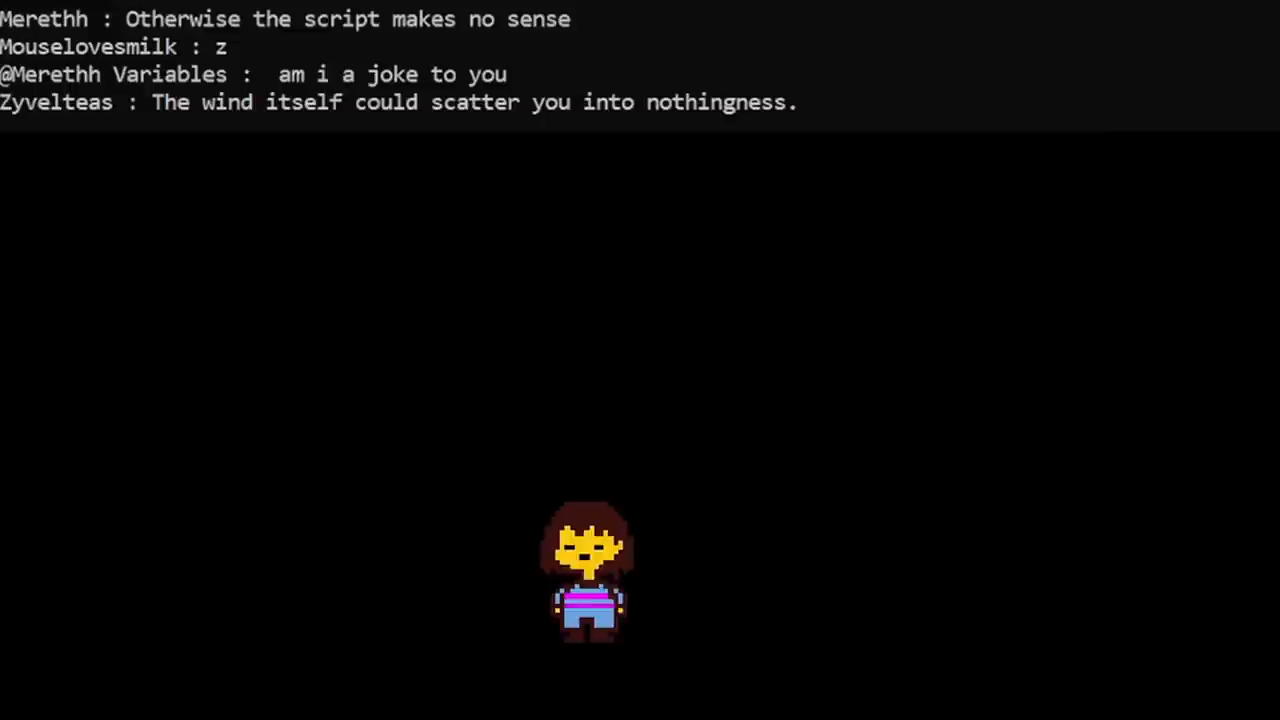 Merethh : Otherwise the script makes no sense
Mouselovesmilk : z
@Merethh Variables :  am i a joke to you
Zyvelteas : The wind itself could scatter you into nothingness.